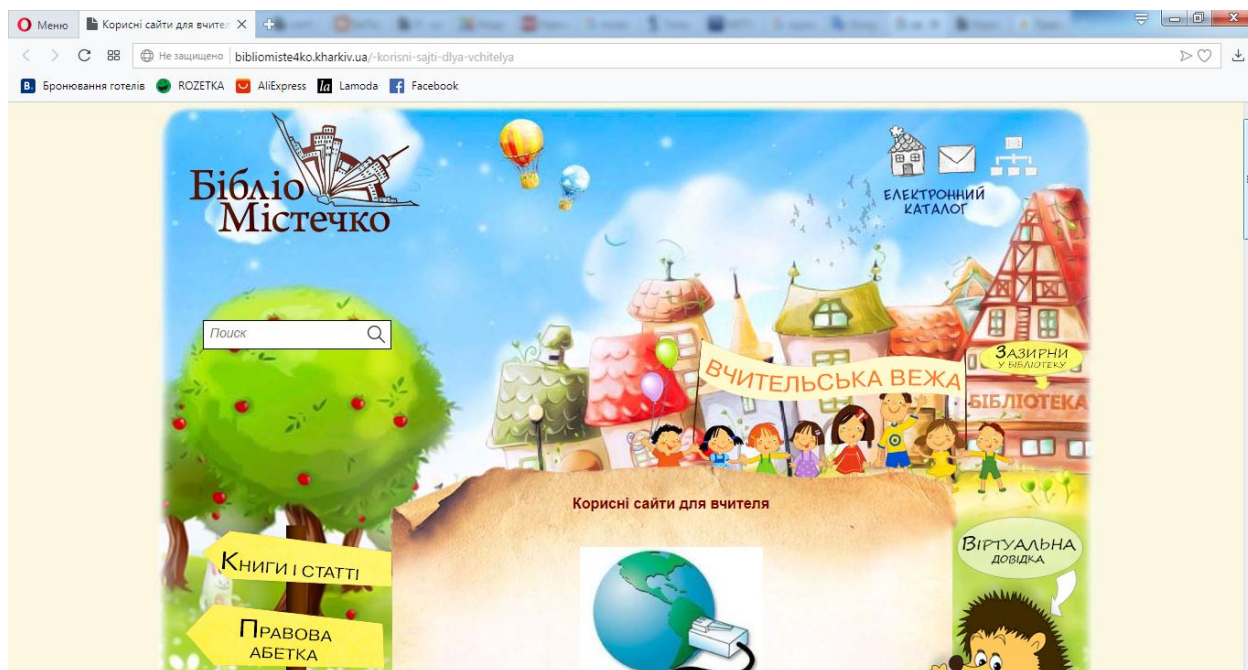 Меню
Корисні сайти для вчител
Не защищено
bibliomiste4ko.kharkiv.ua/-korisni-sajti-dlya-vchitelya
B.
Бронювання готелів
ROZETKA
AliExpress
la
Lamoda
Facebook
Бібліо
Містечко
ЕЛЕКТРОННИЙ
КАТАЛОГ
Поиск
ЗАЗИРНИ
У БІБЛІОТЕКУ
ВЧИТЕЛЬСЬКА ВЕЖА
БІБЛІОТЕКА
Корисні сайти для вчителя
КНИГИ І СТАТТІ
ВІРТУАЛЬНА
ДОВІДКА
ПРАВОВА
АБЕТКА